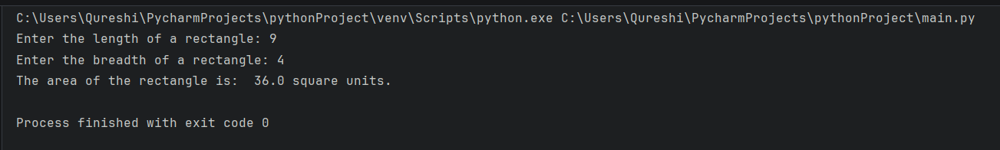 C:\Users\Qureshi\PycharmProjects\pythonProject\venv\Scripts\python.exe C:\Users\Qureshi\PycharmProjects\pythonProject\main.py
Enter the length of a rectangle: 9
Enter the breadth of a rectangle: 4
The area of the rectangle is:  36.0 square units.
Process finished with exit code 0